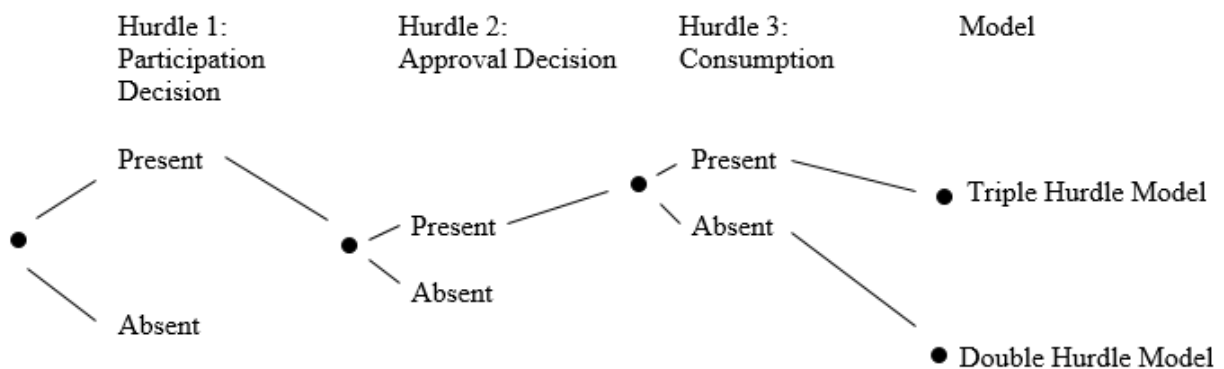 Hurdle 1:
Participation
Decision
Hurdle 2:
Approval Decision
Hurdle 3:
Consumption
Model
Present
Absent
Present
Absent
Present
Absent
Triple Hurdle Model
Double Hurdle Model